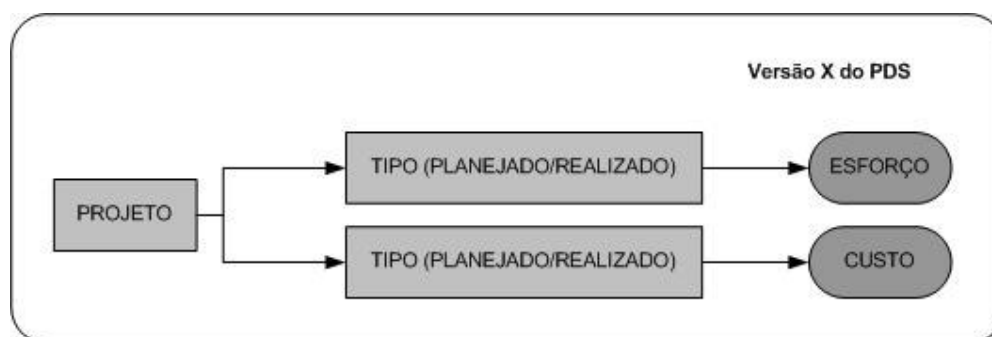 Versão X do PDS
TIPO (PLANEJADO/REALIZADO)
ESFORÇO
PROJETO
TIPO (PLANEJADO/REALIZADO)
CUSTO